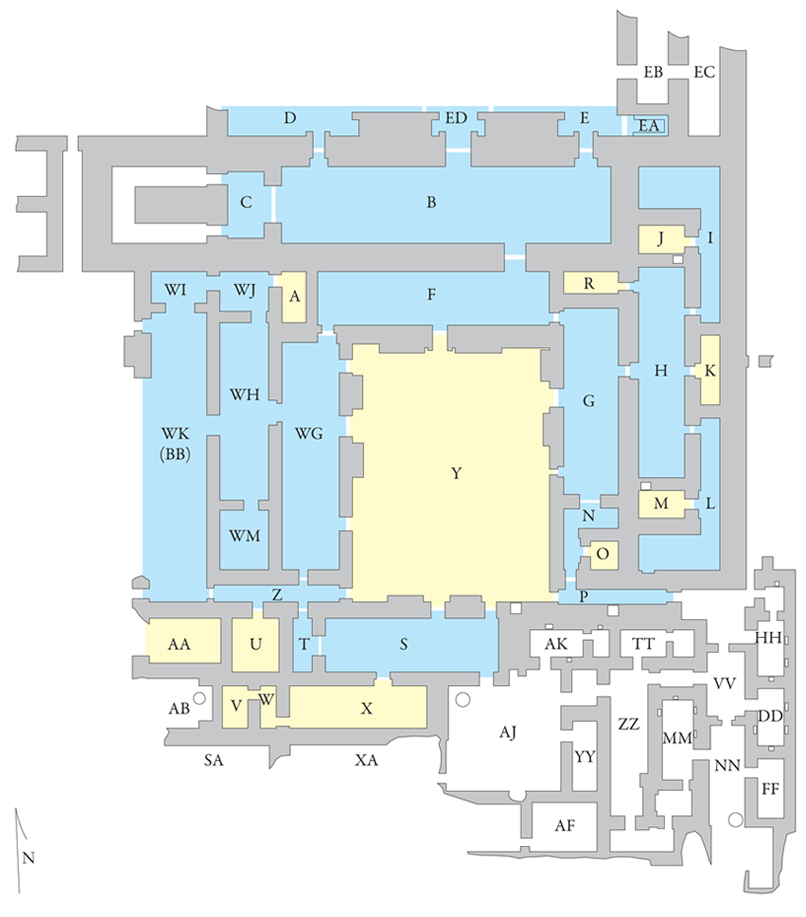 EB EC
D ED E EA
C B
I
J
WI WJ A F R
WH H K
G
WK WG
(BB)
Y
M L
N
WM
O
Z P
AA U T S AK TT HH
VV
AB V W X DD
AJ ZZ MM
SA XA YY NN
FF
AF
N